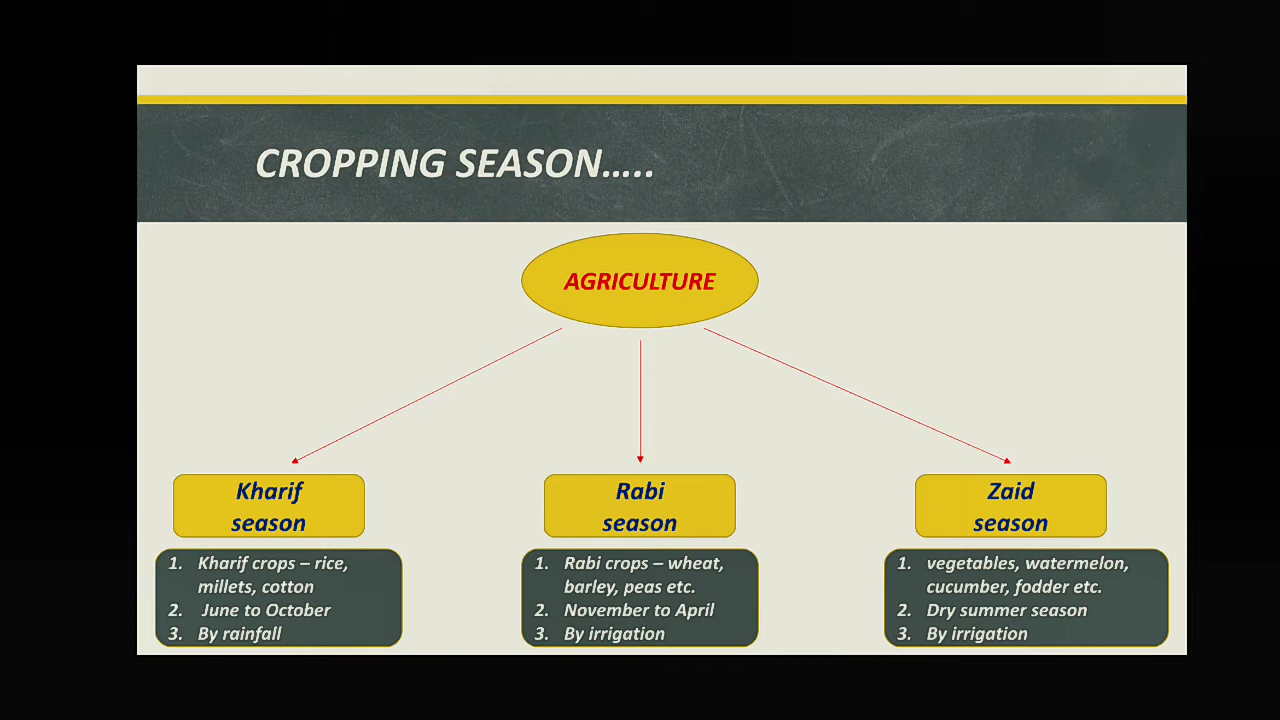 CROPPING SEASON…..
AGRICULTURE
Kharif
season
1. Kharif crops – rice,
millets, cotton
2. June to October
3. By rainfall
Rabi
season
1. Rabi crops – wheat,
barley, peas etc.
2. November to April
3. By irrigation
Zaid
season
1. vegetables, watermelon,
cucumber, fodder etc.
2. Dry summer season
3. By irrigation